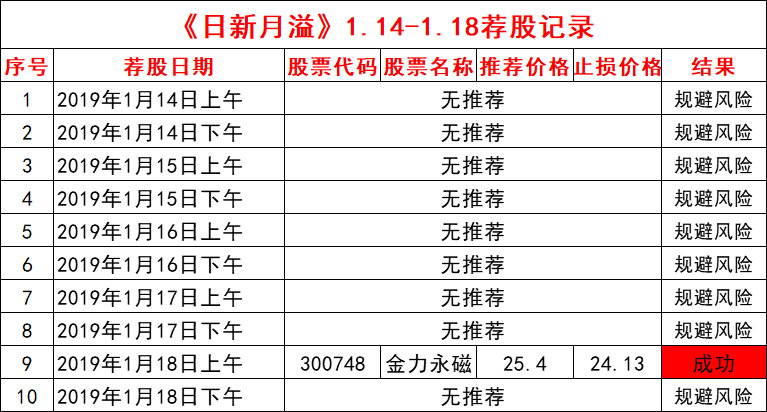 《日新月溢》1.14-1.18荐股记录
序号 荐股日期 股票代码 股票名称 推荐价格 止损价格 结果
1 2019年1月14日上午 无推荐 规避风险
2 2019年1月14日下午 无推荐 规避风险
3 2019年1月15日上午 无推荐 规避风险
4 2019年1月15日下午 无推荐 规避风险
5 2019年1月16日上午 无推荐 规避风险
6 2019年1月16日下午 无推荐 规避风险
7 2019年1月17日上午 无推荐 规避风险
8 2019年1月17日下午 无推荐 规避风险
9 2019年1月18日上午 300748 金力永磁 25.4 24.13 成功
10 2019年1月18日下午 无推荐 规避风险